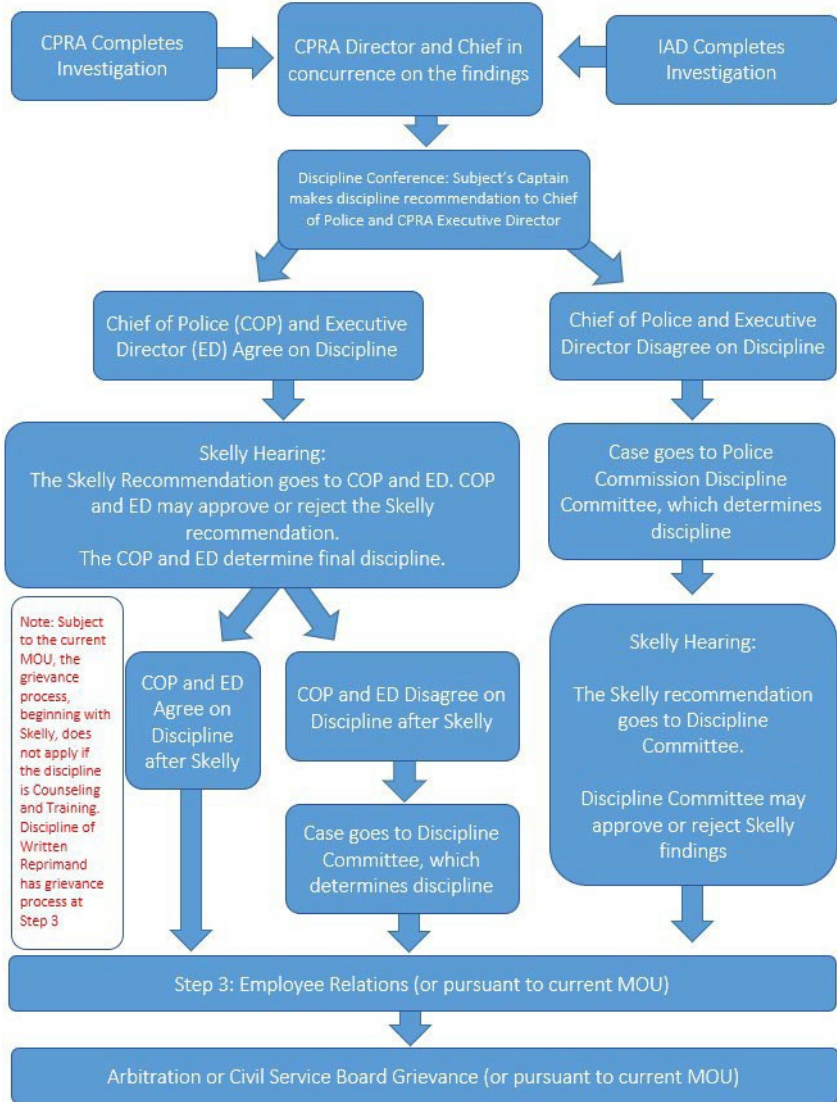 CPRA Completes
Investigation
CPRA Director and Chief in
concurrence on the findings
IAD Completes
Investigation
Discipline Conference: Subject's Captain
makes discipline recommendation to Chief
of Police and CPRA Executive Director
Chief of Police (COP) and Executive
Director (ED) Agree on Discipline
Chief of Police and Executive
Director Disagree on Discipline
Skelly Hearing:
The Skelly Recommendation goes to COP and ED. COP
and ED may approve or reject the Skelly
recommendation.
The COP and ED determine final discipline.
Case goes to Police
Commission Discipline
Committee, which determines
discipline
Note: Subject
to the current
MOU, the
grievance
process,
beginning with
Skelly, does
not apply if
the discipline
is Counseling
and Training.
Discipline of
Written
Reprimand
has grievance
process at
Step 3
COP and ED
Agree on
Discipline
after Skelly
COP and ED Disagree on
Discipline after Skelly
Case goes to Discipline
Committee, which
determines discipline
Skelly Hearing:
The Skelly recommendation
goes to Discipline
Committee.
Discipline Committee may
approve or reject Skelly
findings
Step 3: Employee Relations (or pursuant to current MOU)
Arbitration or Civil Service Board Grievance (or pursuant to current MOU)